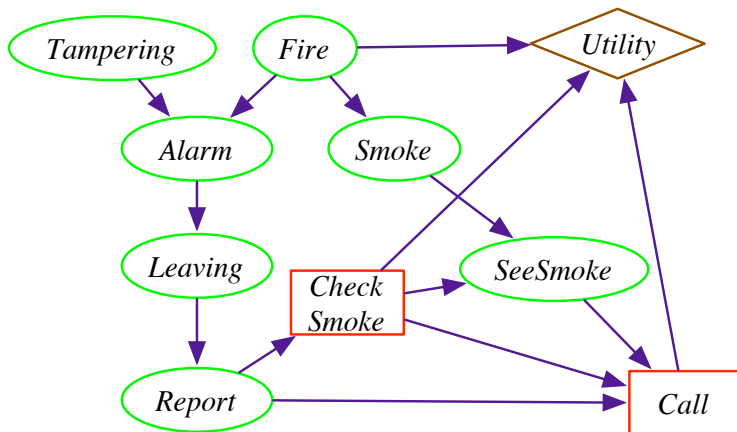 Tampering
Fire
Utility
Alarm
Smoke
Leaving
SeeSmoke
Check
Smoke
Report
Call